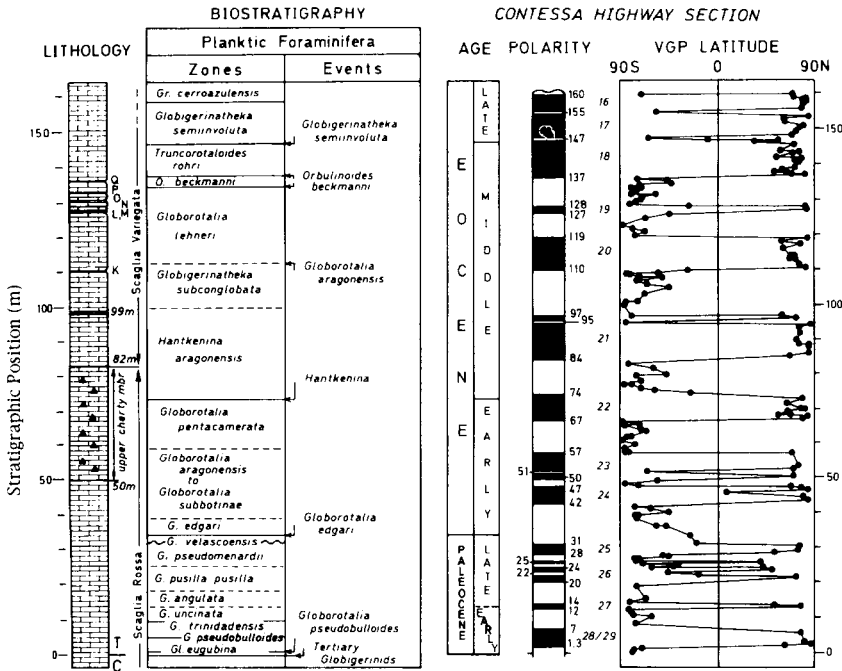 BIOSTRATIGRAPHY
CONTESSA HIGHWAY SECTION
LITHOLOGY
Planktic Foraminifera
AGE POLARITY VGP LATITUDE
Zones Events
90S 0 90N
Stratigraphic Position (m)
150
100
50
0
Q
P
O
N
L,M
K
99m
82m
50m
T
C
upper cherty mbr
Scaglia Variegata
Scaglia Rossa
Gr. cerroazulensis
Globigerinatheka
semiinvoluta
Truncorotaloides
rohri
O. beckmanni
Globorotalia
lehneri
Globigerinatheka
subconglobata
Hantkenina
aragonensis
Globorotalia
pentacamerata
Globorotalia
aragonensis
to
Globorotalia
subbotinae
G. edgari
G. velascoensis
G. pseudomenardii
G. pusilla pusilla
G. angulata
G. uncinata
G. trinidadensis
G pseudobulloides
Gl eugubina
Globigerinatheka
semiinvoluta
Orbulinoides
beckmanni
Globorotalia
aragonensis
Hantkenina
Globorotalia
edgari
Globorotalia
pseudobulloides
Tertiary
Globigerinids
EOCENE
PALEOCENE
LATE
MIDDLE
EARLY
LATE
EARLY
160
155
147
137
128
127
119
110
97
95
84
74
67
57
51
50
47
42
31
28
25
24
22
20
14
12
7
1.3
16
17
18
19
20
21
22
23
24
25
26
27
28/29
150
100
50
0